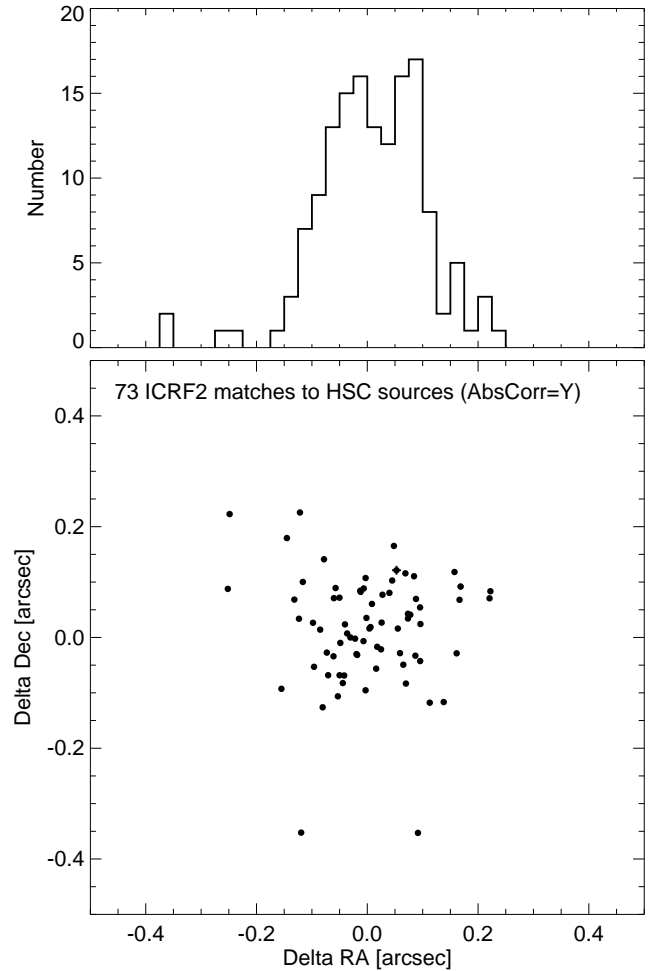 20
15
10
5
0
Number
73 ICRF2 matches to HSC sources (AbsCorr=Y)
0.4
0.2
0.0
-0.2
-0.4
Delta Dec [arcsec]
-0.4 -0.2 0.0 0.2 0.4
Delta RA [arcsec]